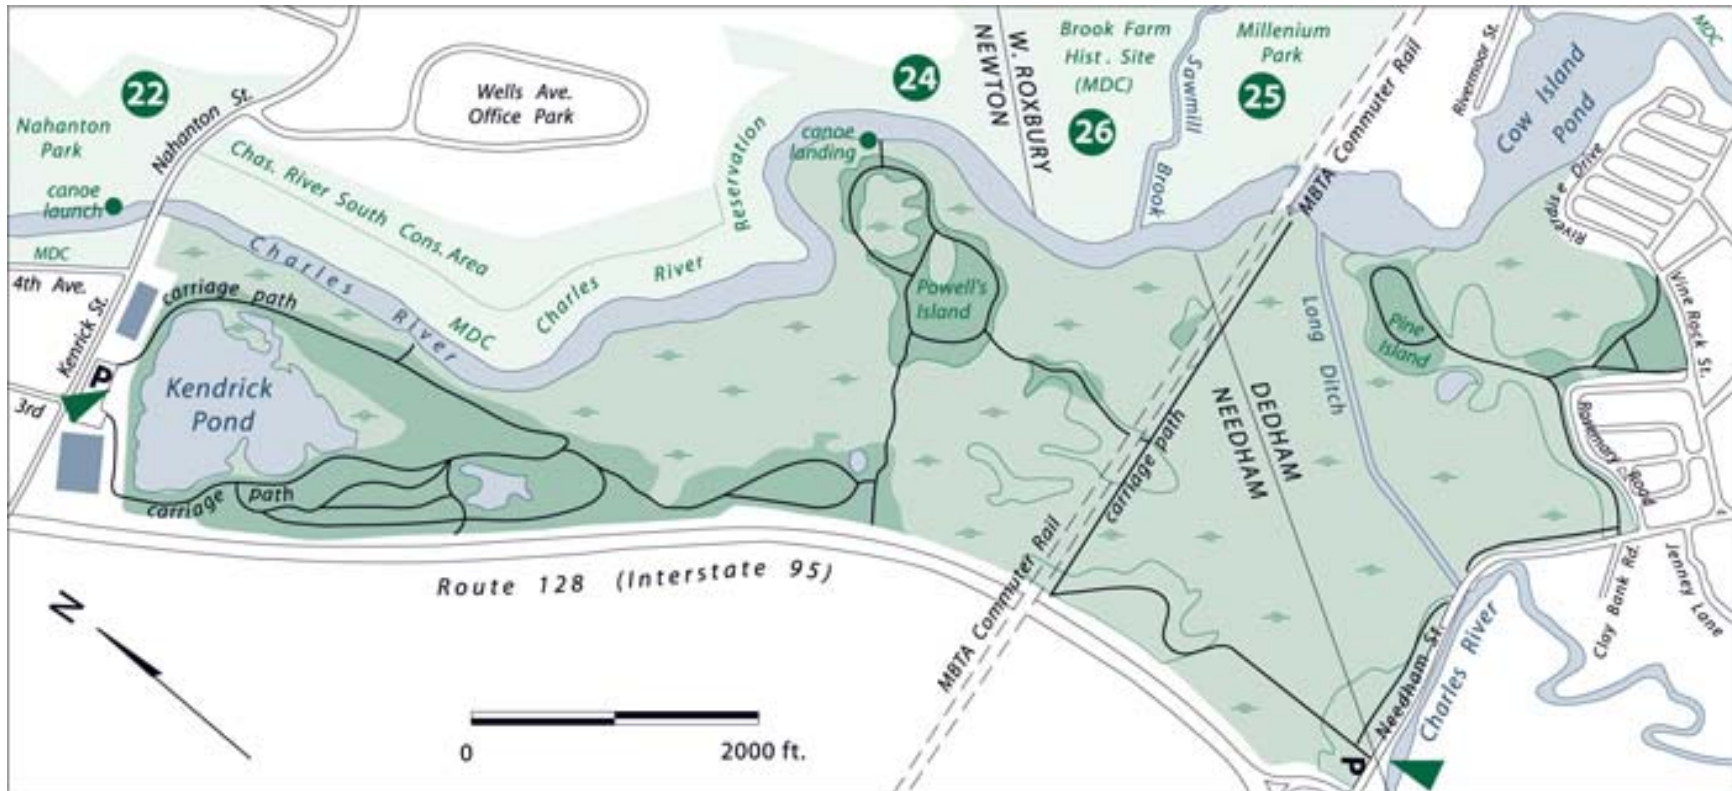 22
Nahanton
Park
canoe
launch
MDC
4th Ave.
Nahanton St.
Kenrick St.
P
3rd
Wells Ave.
Office Park
Chas. River South Cons. Area
Charles River
MDC
Charles River
Reservation
carriage path
Kendrick
Pond
carriage path
24
canoe
landing
Powell's
Island
W. ROXBURY
NEWTON
Brook Farm
Hist. Site
(MDC)
26
Sawmill Brook
Millenium
Park
25
MBTA Commuter Rail
Rivermoor St.
Cow Island
Pond
MDC
Riverdise Drive
Vine Rock St.
Long Ditch
Pine
Island
DEDHAM
NEEDHAM
carriage path
MBTA Commuter Rail
Rosemary Road
Clay Bank Rd.
Jenney Lane
Needham St.
Charles River
P
Route 128 (Interstate 95)
N
0
2000 ft.